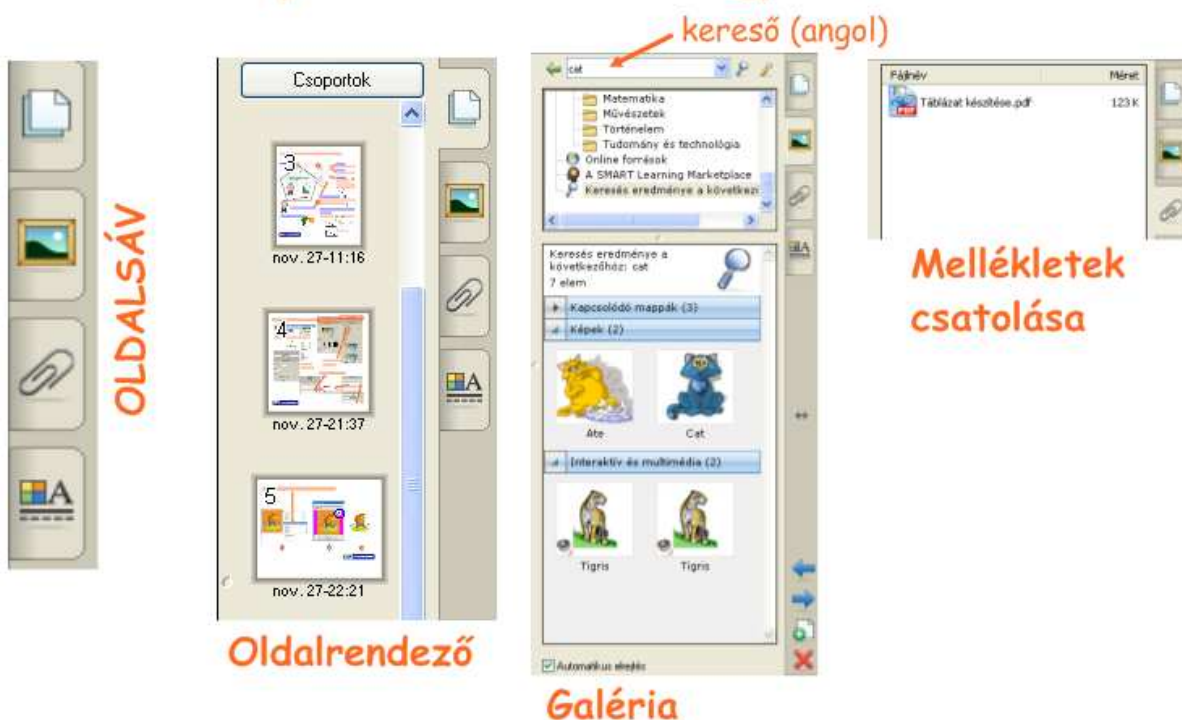 kereső (angol)
OLDALSÁV
Csoportok
3
nov. 27-11:16
4
nov. 27-21:37
5
nov. 27-22:21
Oldalrendező
cat
Matematika
Művészetek
Történelem
Tudomány és technológia
Online források
A SMART Learning Marketplace
Keresés eredménye a következő
Keresés eredménye a
következőhöz: cat
7 elem
Kapcsolódó mappák (3)
Képek (2)
Ate
Cat
Interaktív és multimédia (2)
Tigris
Tigris
Automatikus elrejtés
Galéria
Fájlnév
Méret
Táblázat készítése.pdf
123 K
Mellékletek
csatolása
A
A
A
PDF